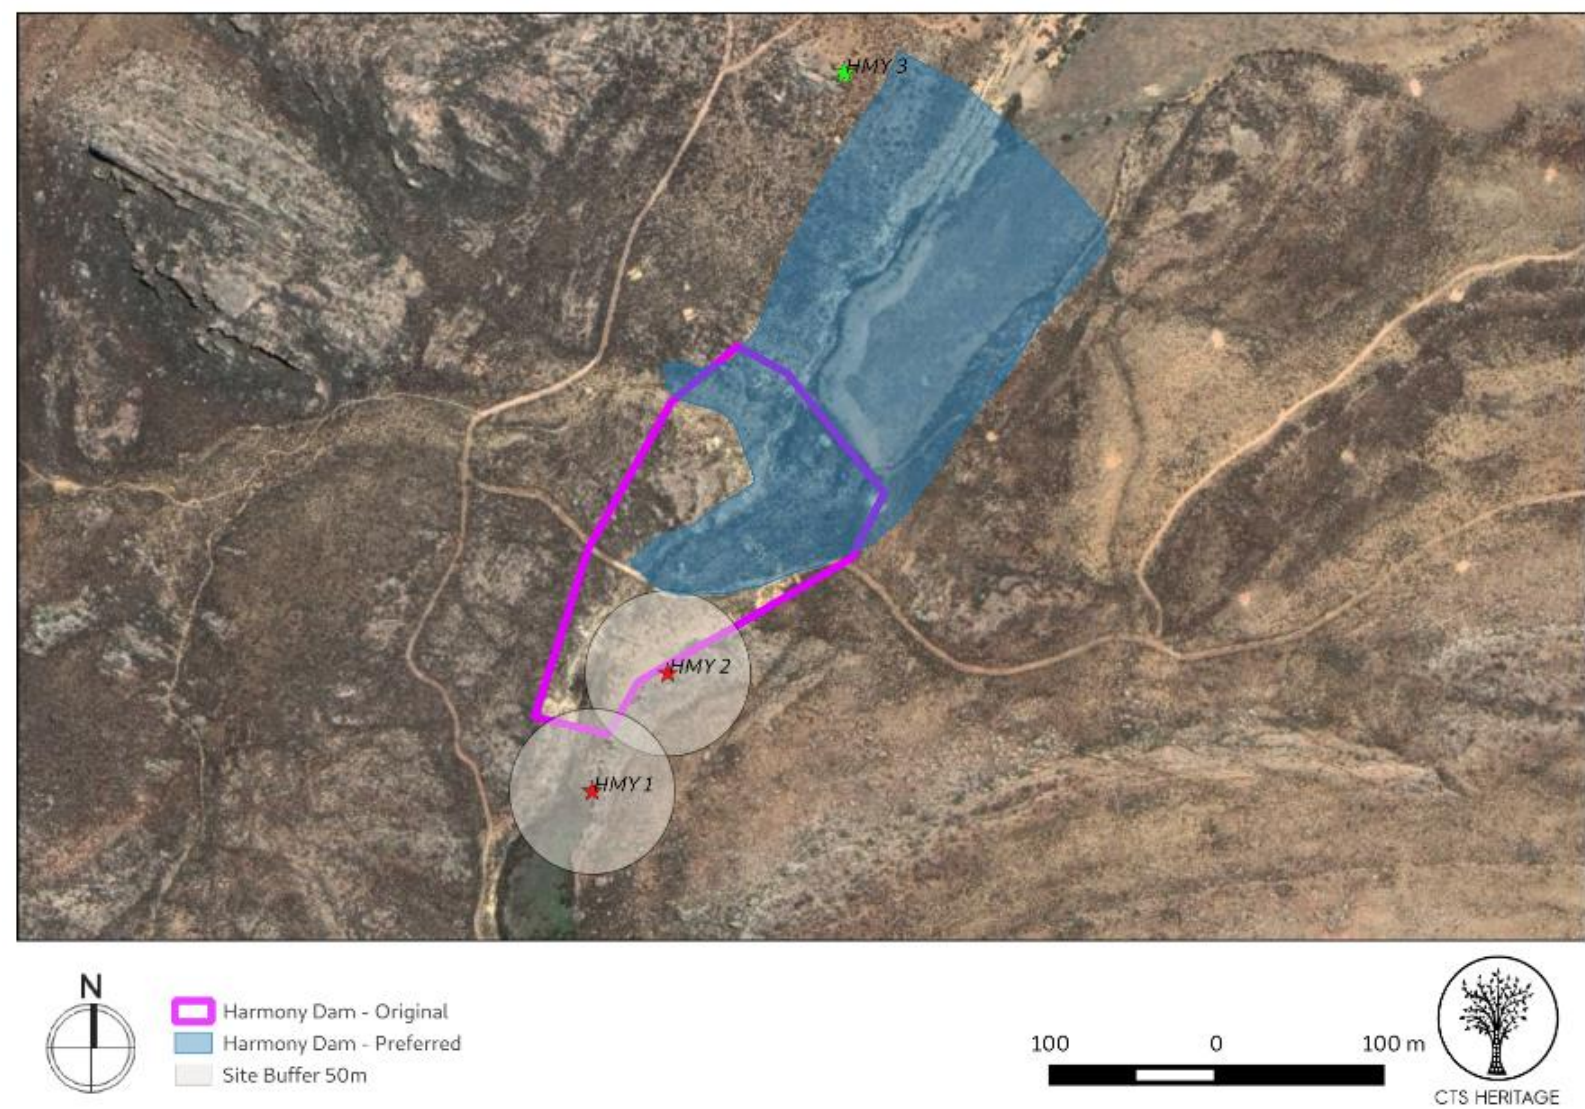 HMY 3
HMY 2
HMY 1
N
Harmony Dam - Original
Harmony Dam - Preferred
Site Buffer 50m
100 0 100 m
CTS HERITAGE